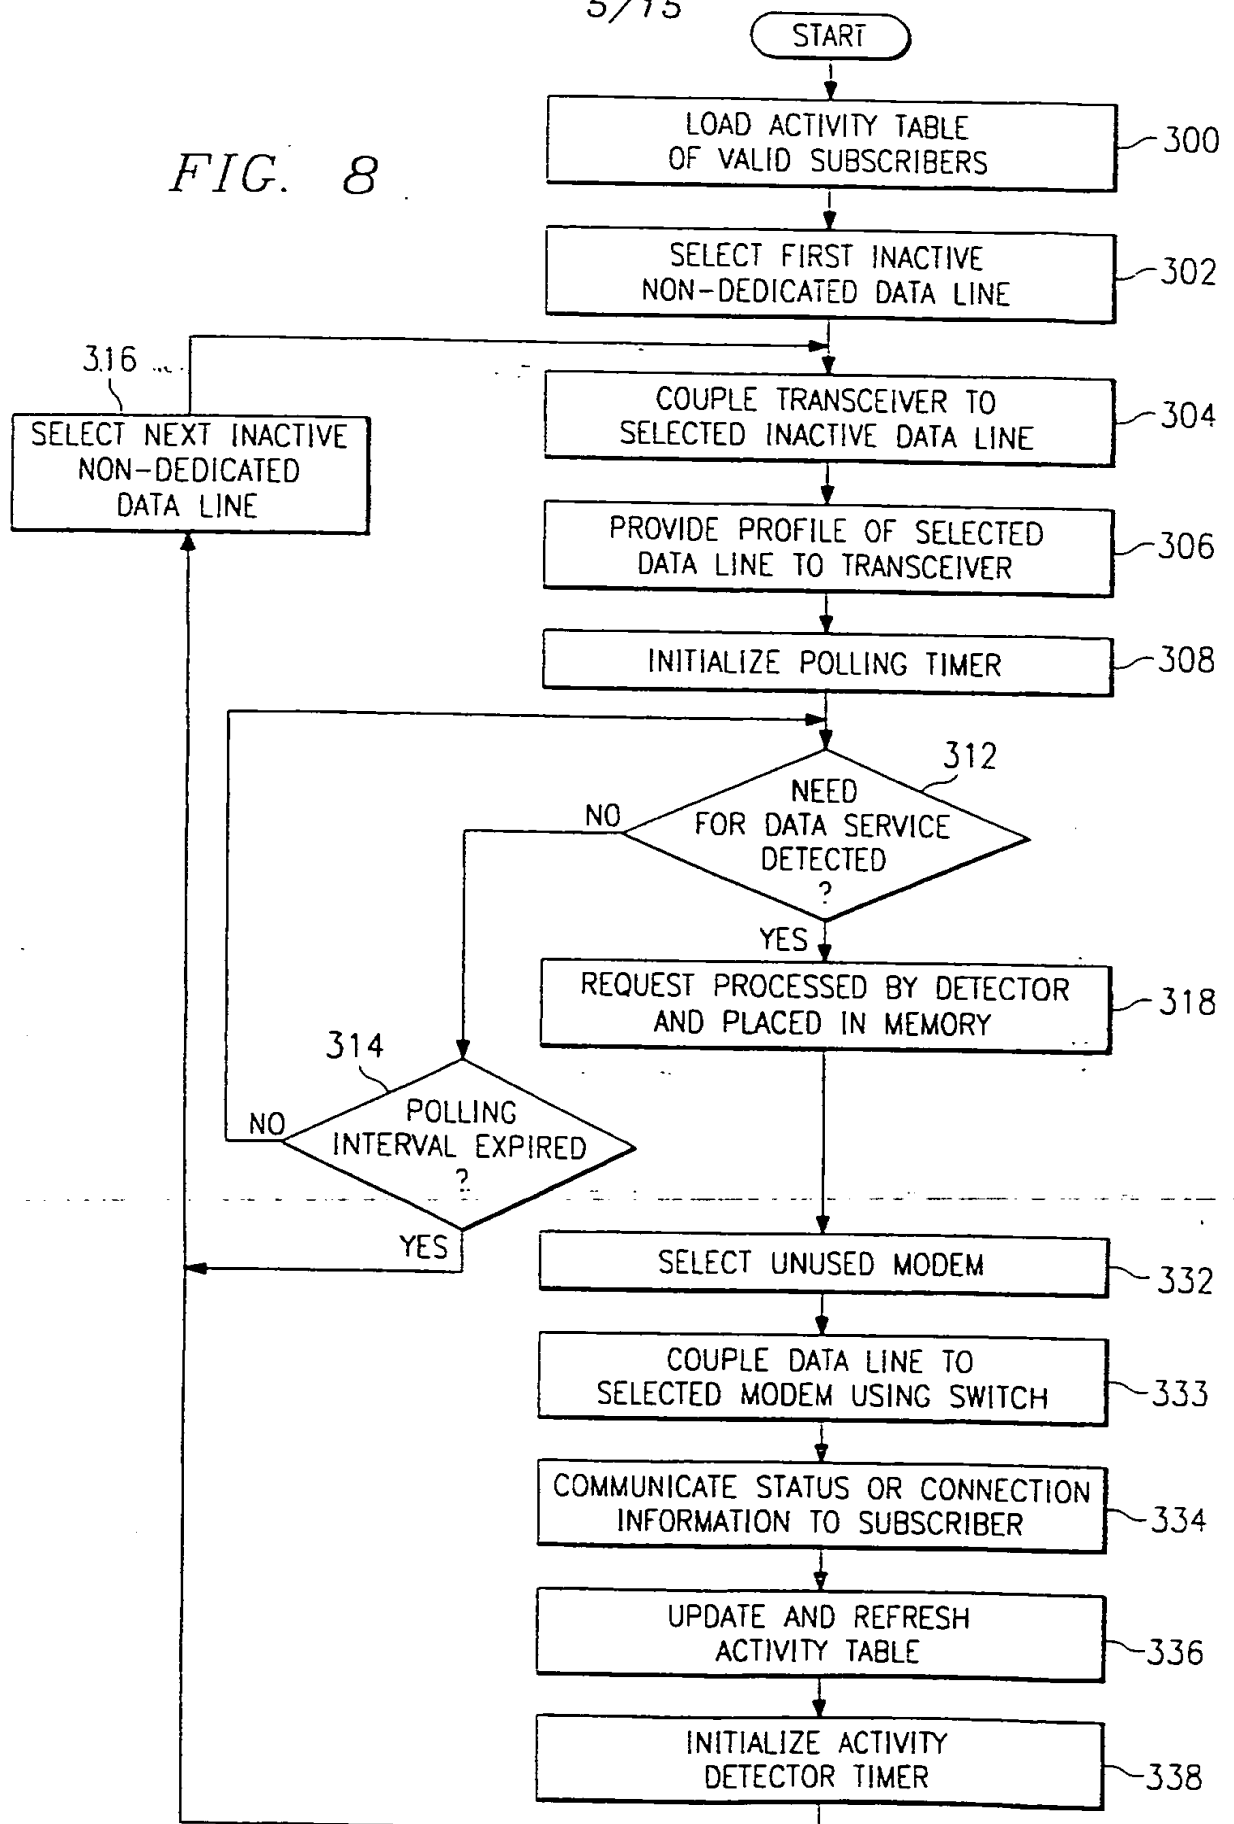 5/15
START
FIG. 8
LOAD ACTIVITY TABLE
OF VALID SUBSCRIBERS
300
SELECT FIRST INACTIVE
NON-DEDICATED DATA LINE
302
316
SELECT NEXT INACTIVE
NON-DEDICATED
DATA LINE
COUPLE TRANSCEIVER TO
SELECTED INACTIVE DATA LINE
304
PROVIDE PROFILE OF SELECTED
DATA LINE TO TRANSCEIVER
306
INITIALIZE POLLING TIMER
308
312
NEED
FOR DATA SERVICE
DETECTED
?
NO
YES
REQUEST PROCESSED BY DETECTOR
AND PLACED IN MEMORY
318
314
POLLING
INTERVAL EXPIRED
?
NO
YES
SELECT UNUSED MODEM
332
COUPLE DATA LINE TO
SELECTED MODEM USING SWITCH
333
COMMUNICATE STATUS OR CONNECTION
INFORMATION TO SUBSCRIBER
334
UPDATE AND REFRESH
ACTIVITY TABLE
336
INITIALIZE ACTIVITY
DETECTOR TIMER
338